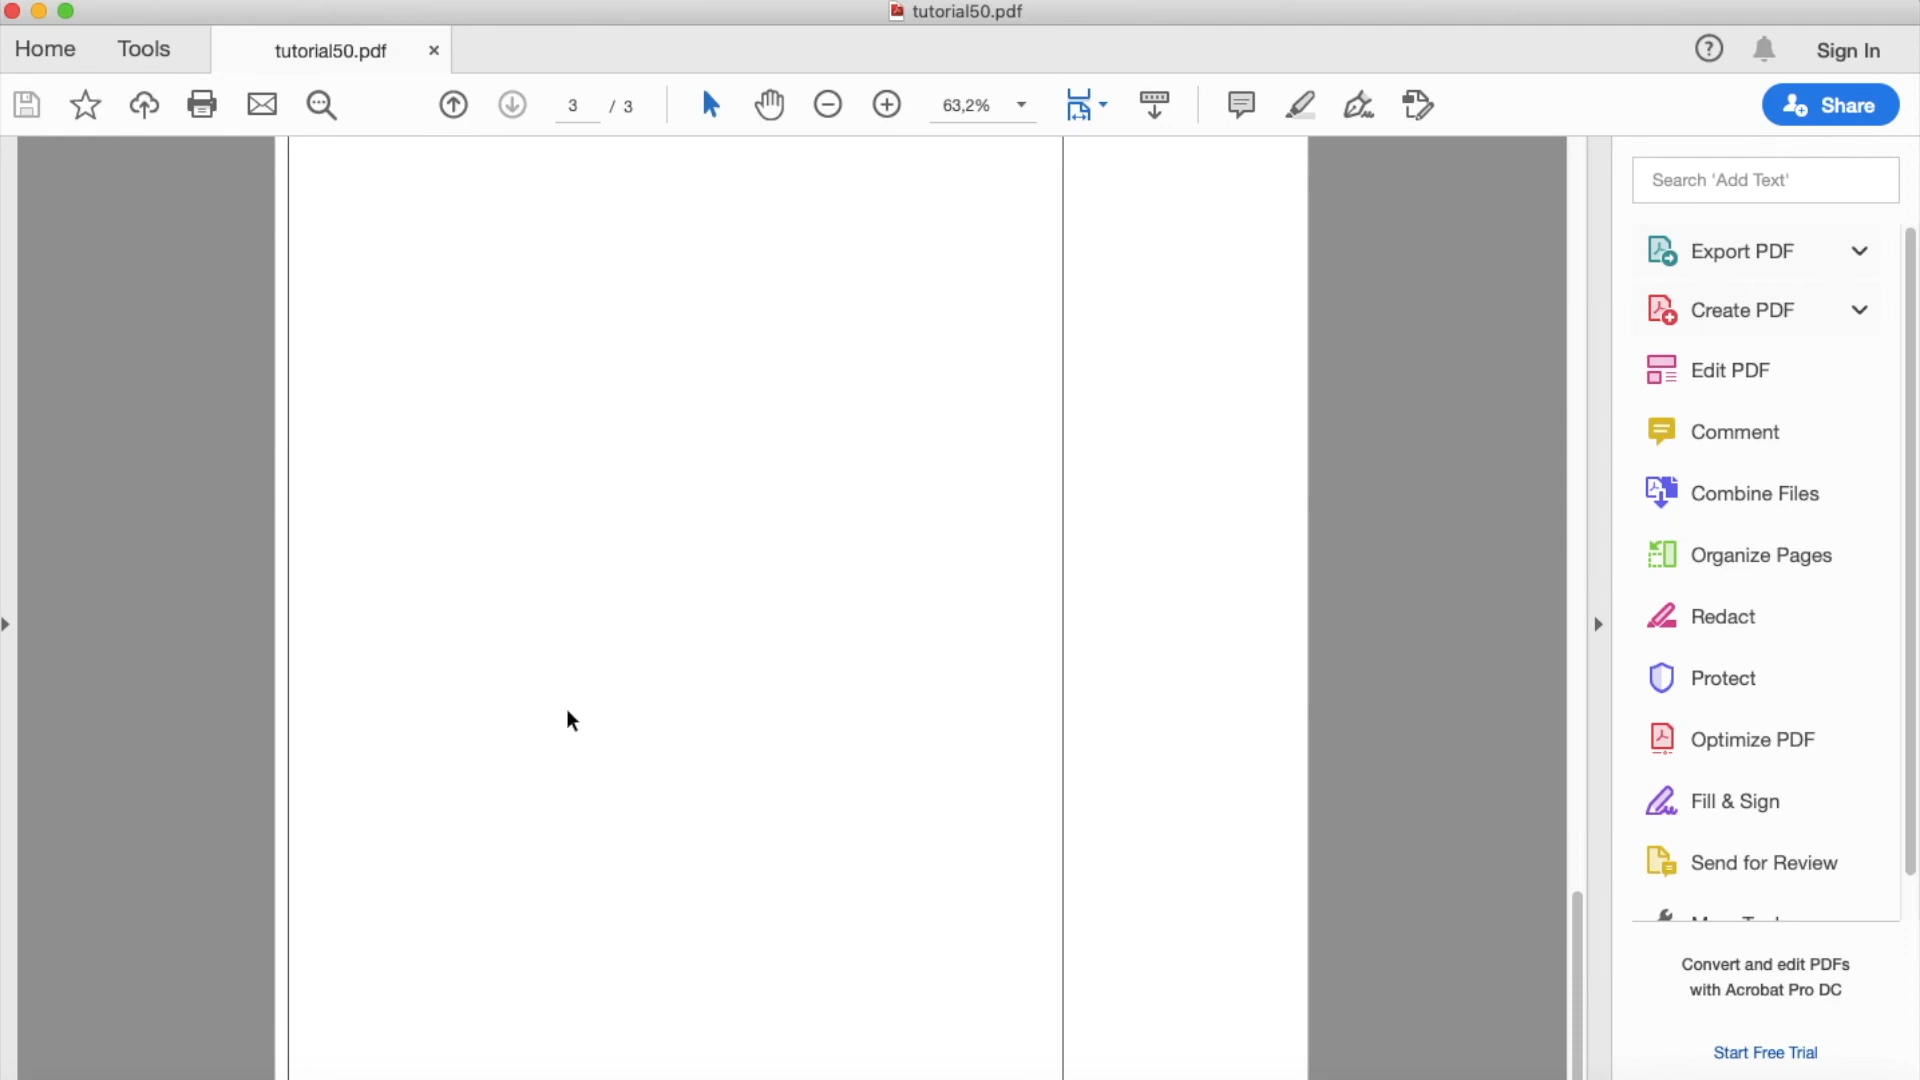 tutorial50.pdf
Home
Tools
tutorial50.pdf
Sign In
3
/ 3
63,2%
Share
Search 'Add Text'
Export PDF
Create PDF
Edit PDF
Comment
Combine Files
Organize Pages
Redact
Protect
Optimize PDF
Fill & Sign
Send for Review
Convert and edit PDFs
with Acrobat Pro DC
Start Free Trial